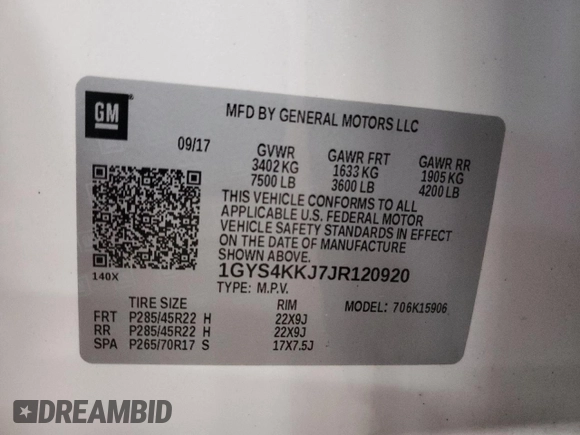 GM
MFD BY GENERAL MOTORS LLC
09/17
GVWR GAWR FRT GAWR RR
3402 KG 1633 KG 1905 KG
7500 LB 3600 LB 4200 LB
THIS VEHICLE CONFORMS TO ALL
APPLICABLE U.S. FEDERAL MOTOR
VEHICLE SAFETY STANDARDS IN EFFECT
ON THE DATE OF MANUFACTURE
SHOWN ABOVE.
140X
1GYS4KKJ7JR120920
TYPE: M.P.V.
MODEL: 706K15906
TIRE SIZE RIM
FRT P285/45R22 H 22X9J
RR P285/45R22 H 22X9J
SPA P265/70R17 S 17X7.5J
DREAMBID